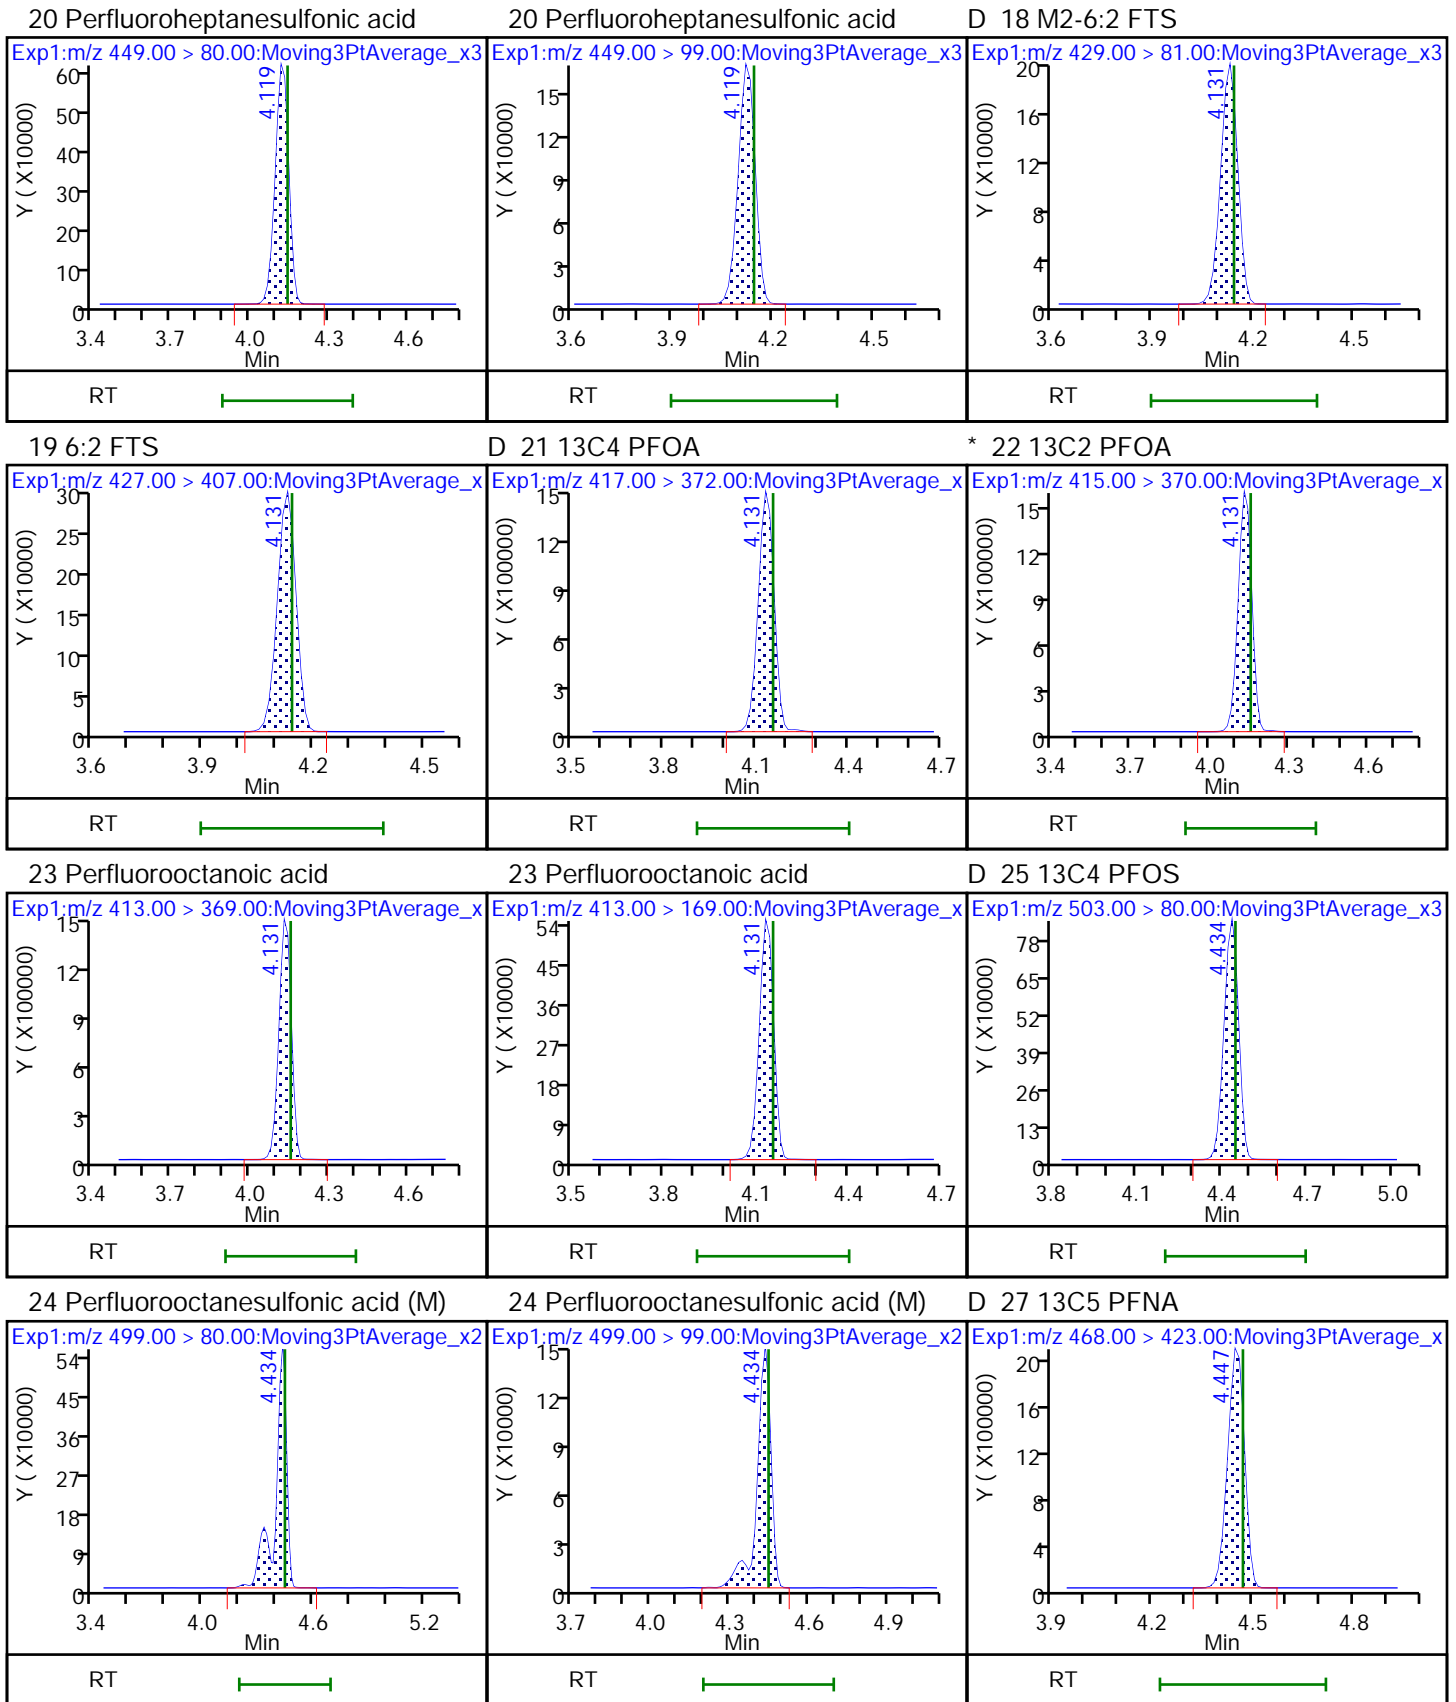 20 Perfluoroheptanesulfonic acid
20 Perfluoroheptanesulfonic acid
D 18 M2-6:2 FTS
Exp1:m/z 449.00 > 80.00:Moving3PtAverage_x3
Exp1:m/z 449.00 > 99.00:Moving3PtAverage_x3
Exp1:m/z 429.00 > 81.00:Moving3PtAverage_x3
4.119
4.119
4.131
60
50
40
30
20
10
0
Y ( X10000)
15
12
9
6
3
0
Y ( X10000)
20
16
12
8
4
0
Y ( X10000)
3.4 3.7 4.0 4.3 4.6
3.6 3.9 4.2 4.5
3.6 3.9 4.2 4.5
Min
Min
Min
RT
RT
RT
19 6:2 FTS
D 21 13C4 PFOA
* 22 13C2 PFOA
Exp1:m/z 427.00 > 407.00:Moving3PtAverage_x
Exp1:m/z 417.00 > 372.00:Moving3PtAverage_x
Exp1:m/z 415.00 > 370.00:Moving3PtAverage_x
4.131
4.131
4.131
30
25
20
15
10
5
0
Y ( X10000)
15
12
9
6
3
0
Y ( X100000)
15
12
9
6
3
0
Y ( X100000)
3.6 3.9 4.2 4.5
3.5 3.8 4.1 4.4 4.7
3.4 3.7 4.0 4.3 4.6
Min
Min
Min
RT
RT
RT
23 Perfluorooctanoic acid
23 Perfluorooctanoic acid
D 25 13C4 PFOS
Exp1:m/z 413.00 > 369.00:Moving3PtAverage_x
Exp1:m/z 413.00 > 169.00:Moving3PtAverage_x
Exp1:m/z 503.00 > 80.00:Moving3PtAverage_x3
4.131
4.131
4.434
15
12
9
6
3
0
Y ( X100000)
54
45
36
27
18
9
0
Y ( X10000)
78
65
52
39
26
13
0
Y ( X10000)
3.4 3.7 4.0 4.3 4.6
3.5 3.8 4.1 4.4 4.7
3.8 4.1 4.4 4.7 5.0
Min
Min
Min
RT
RT
RT
24 Perfluorooctanesulfonic acid (M)
24 Perfluorooctanesulfonic acid (M)
D 27 13C5 PFNA
Exp1:m/z 499.00 > 80.00:Moving3PtAverage_x2
Exp1:m/z 499.00 > 99.00:Moving3PtAverage_x2
Exp1:m/z 468.00 > 423.00:Moving3PtAverage_x
4.434
4.434
4.447
54
45
36
27
18
9
0
Y ( X10000)
15
12
9
6
3
0
Y ( X10000)
20
16
12
8
4
0
Y ( X100000)
3.4 4.0 4.6 5.2
3.7 4.0 4.3 4.6 4.9
3.9 4.2 4.5 4.8
Min
Min
Min
RT
RT
RT